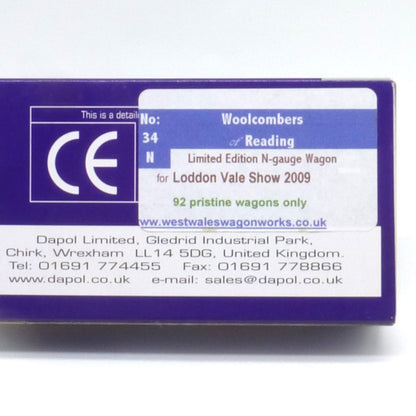 This is a detaile
CE
No:
34
N
Woolcombers
of Reading
Limited Edition N-gauge Wagon
for Loddon Vale Show 2009
92 pristine wagons only
www.westwaleswagonworks.co.uk
Dapol Limited, Gledrid Industrial Park,
Chirk, Wrexham LL14 5DG, United Kingdom.
Tel: 01691 774455 Fax: 01691 778866
www.dapol.co.uk e-mail: sales@dapol.co.uk